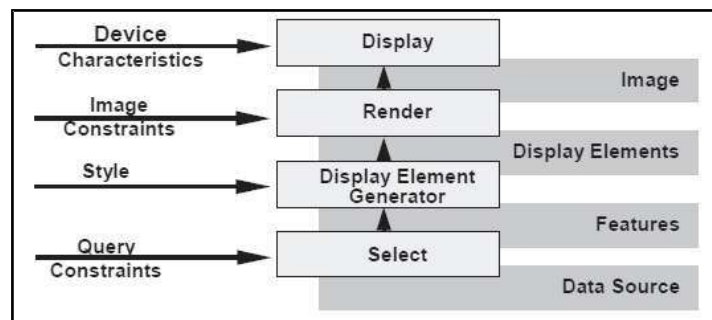 Device
Characteristics
Display
Image
Image
Constraints
Render
Display Elements
Style
Display Element
Generator
Features
Query
Constraints
Select
Data Source